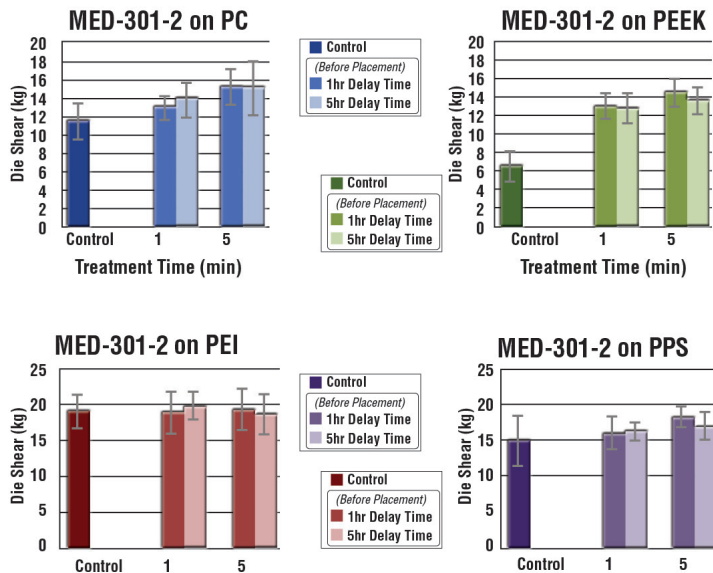 MED-301-2 on PC
Die Shear (kg)
20
18
16
14
12
10
8
6
4
2
0
Control 1 5
Treatment Time (min)
Control
(Before Placement)
1hr Delay Time
5hr Delay Time
MED-301-2 on PEEK
Die Shear (kg)
20
18
16
14
12
10
8
6
4
2
0
Control 1 5
Treatment Time (min)
Control
(Before Placement)
1hr Delay Time
5hr Delay Time
MED-301-2 on PEI
Die Shear (kg)
25
20
15
10
5
0
Control 1 5
Control
(Before Placement)
1hr Delay Time
5hr Delay Time
Control
(Before Placement)
1hr Delay Time
5hr Delay Time
MED-301-2 on PPS
Die Shear (kg)
25
20
15
10
5
0
Control 1 5